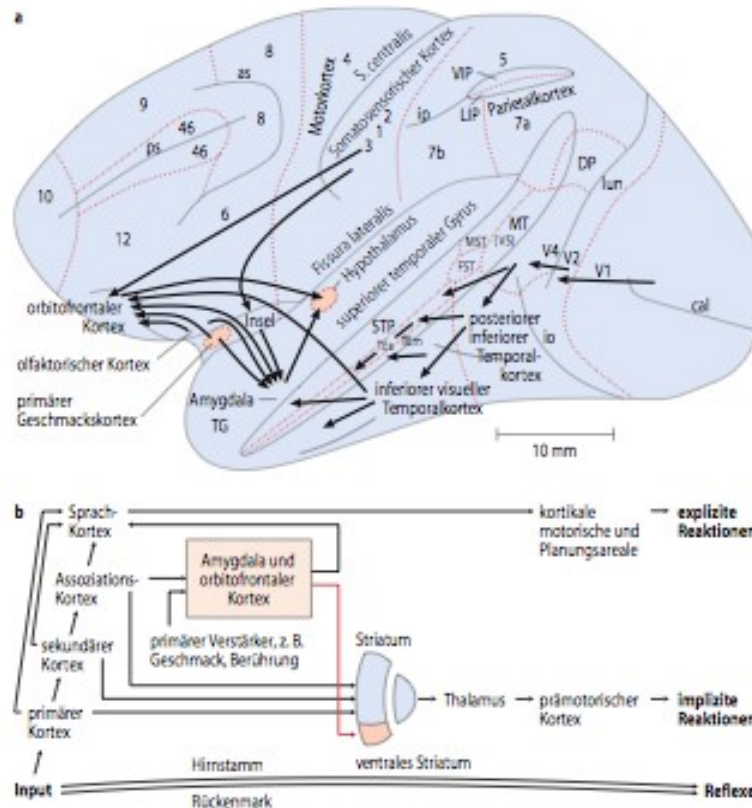 a
8
4
S. centralis
5
as
Motorkortex
Somatosensorischer Kortex
VIP
9
2
ip
LIP
Parietalkortex
46
8
1
7a
ps
46
3
7b
DP
10
lun
6
Fissura lateralis
MT
12
Hypothalamus
MST
V4
V2
superiorer temporaler Gyrus
FST
V1
orbitofrontaler
Kortex
Insel
cal
STP
posteriorer
inferiorer
Temporal-
kortex
io
olfaktorischer Kortex
TEa
TEm
primärer
Geschmackskortex
Amygdala
inferiorer visueller
Temporalkortex
TG
10 mm
b
Sprach-
Kortex
kortikale
motorische und
Planungsareale
explizite
Reaktionen
Amygdala und
orbitofrontaler
Kortex
Assoziations-
Kortex
primärer Verstärker, z. B.
Geschmack, Berührung
Striatum
sekundärer
Kortex
Thalamus
prämotorischer
Kortex
implizite
Reaktionen
primärer
Kortex
Hirnstamm
ventrales Striatum
Input
Reflexe
Rückenmark